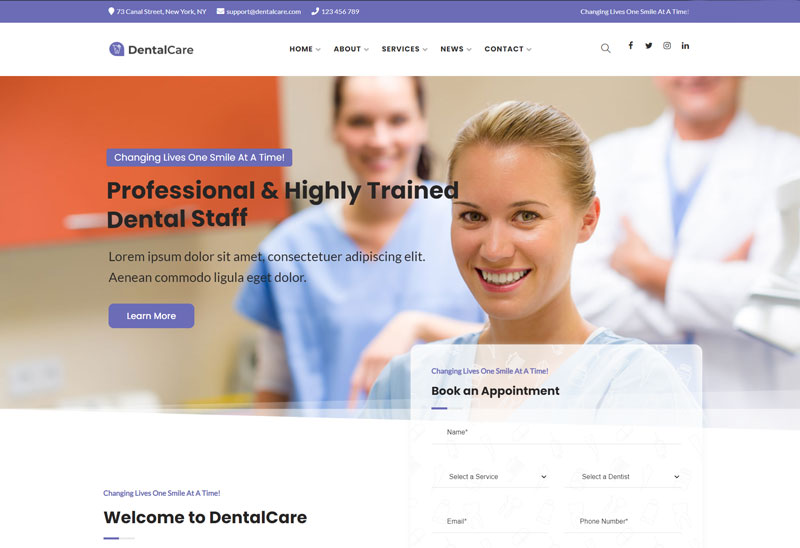 73 Canal Street, New York, NY support@dentalcare.com 123 456 789 Changing Lives One Smile At A Time!
DentalCare HOME ABOUT SERVICES NEWS CONTACT
Changing Lives One Smile At A Time!
Professional & Highly Trained
Dental Staff
Lorem ipsum dolor sit amet, consectetuer adipiscing elit.
Aenean commodo ligula eget dolor.
Learn More
Changing Lives One Smile At A Time!
Book an Appointment
Name*
Select a Service Select a Dentist
Email* Phone Number*
Changing Lives One Smile At A Time!
Welcome to DentalCare